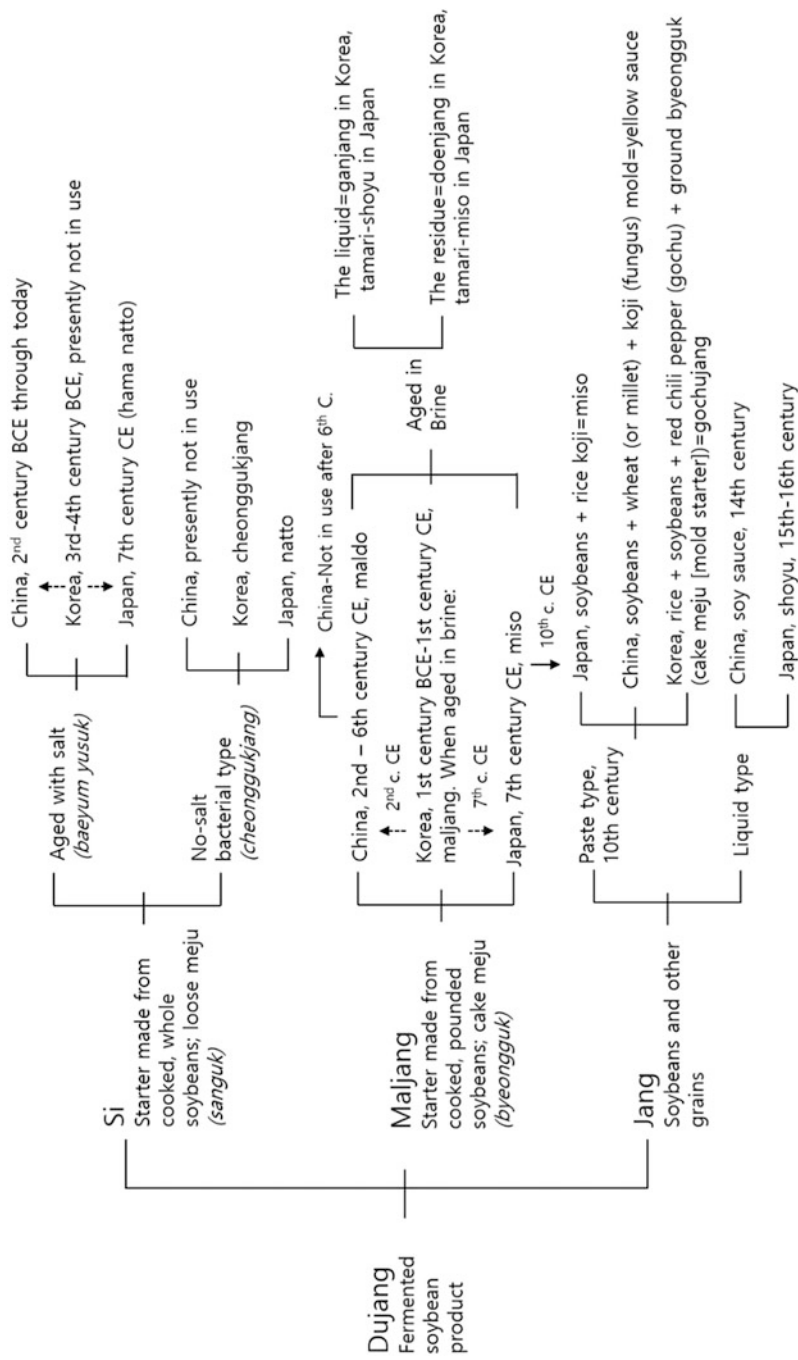 Dujang
Fermented
soybean
product
Si
Starter made from
cooked, whole
soybeans; loose meju
(sanguk)
Aged with salt
(baeyum yusuk)
China, 2nd century BCE through today
Korea, 3rd-4th century BCE, presently not in use
Japan, 7th century CE (hama natto)
No-salt
bacterial type
(cheonggukjang)
China, presently not in use
Korea, cheonggukjang
Japan, natto
Maljang
Starter made from
cooked, pounded
soybeans; cake meju
(byeongguk)
China-Not in use after 6th C.
China, 2nd – 6th century CE, maldo
2nd c. CE
Korea, 1st century BCE-1st century CE,
maljang. When aged in brine:
7th c. CE
Japan, 7th century CE, miso
10th c. CE
Aged in
Brine
The liquid=ganjang in Korea,
tamari-shoyu in Japan
The residue=doenjang in Korea,
tamari-miso in Japan
Jang
Soybeans and other
grains
Paste type,
10th century
Japan, soybeans + rice koji=miso
China, soybeans + wheat (or millet) + koji (fungus) mold=yellow sauce
Korea, rice + soybeans + red chili pepper (gochu) + ground byeongguk
(cake meju [mold starter])=gochujang
Liquid type
China, soy sauce, 14th century
Japan, shoyu, 15th-16th century